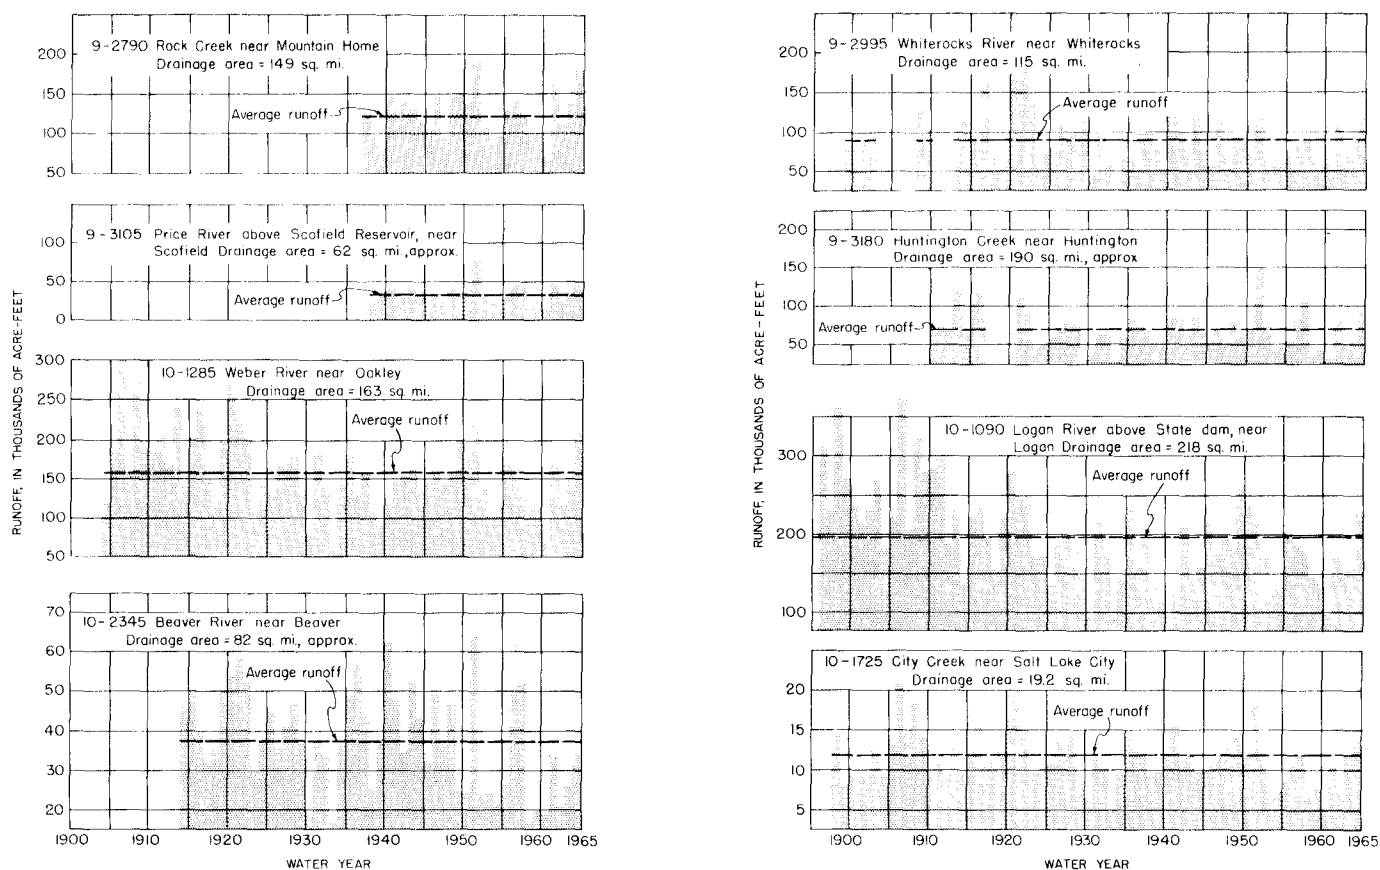 9-2790 Rock Creek near Mountain Home
Drainage area = 149 sq. mi.
Average runoff
200
150
100
50
9-3105 Price River above Scofield Reservoir, near
Scofield Drainage area = 62 sq. mi., approx.
Average runoff
100
50
0
10-1285 Weber River near Oakley
Drainage area = 163 sq. mi.
Average runoff
300
250
200
150
100
50
10-2345 Beaver River near Beaver
Drainage area = 82 sq. mi., approx.
Average runoff
70
60
50
40
30
20
1900
1910
1920
1930
1940
1950
1960
1965
WATER YEAR
RUNOFF, IN THOUSANDS OF ACRE-FEET
9-2995 Whiterocks River near Whiterocks
Drainage area = 115 sq. mi.
Average runoff
200
150
100
50
9-3180 Huntington Creek near Huntington
Drainage area = 190 sq. mi., approx
Average runoff
200
150
100
50
10-1090 Logan River above State dam, near
Logan Drainage area = 218 sq. mi.
Average runoff
300
200
100
10-1725 City Creek near Salt Lake City
Drainage area = 19.2 sq. mi.
Average runoff
20
15
10
5
1900
1910
1920
1930
1940
1950
1960
1965
WATER YEAR
RUNOFF, IN THOUSANDS OF ACRE-FEET